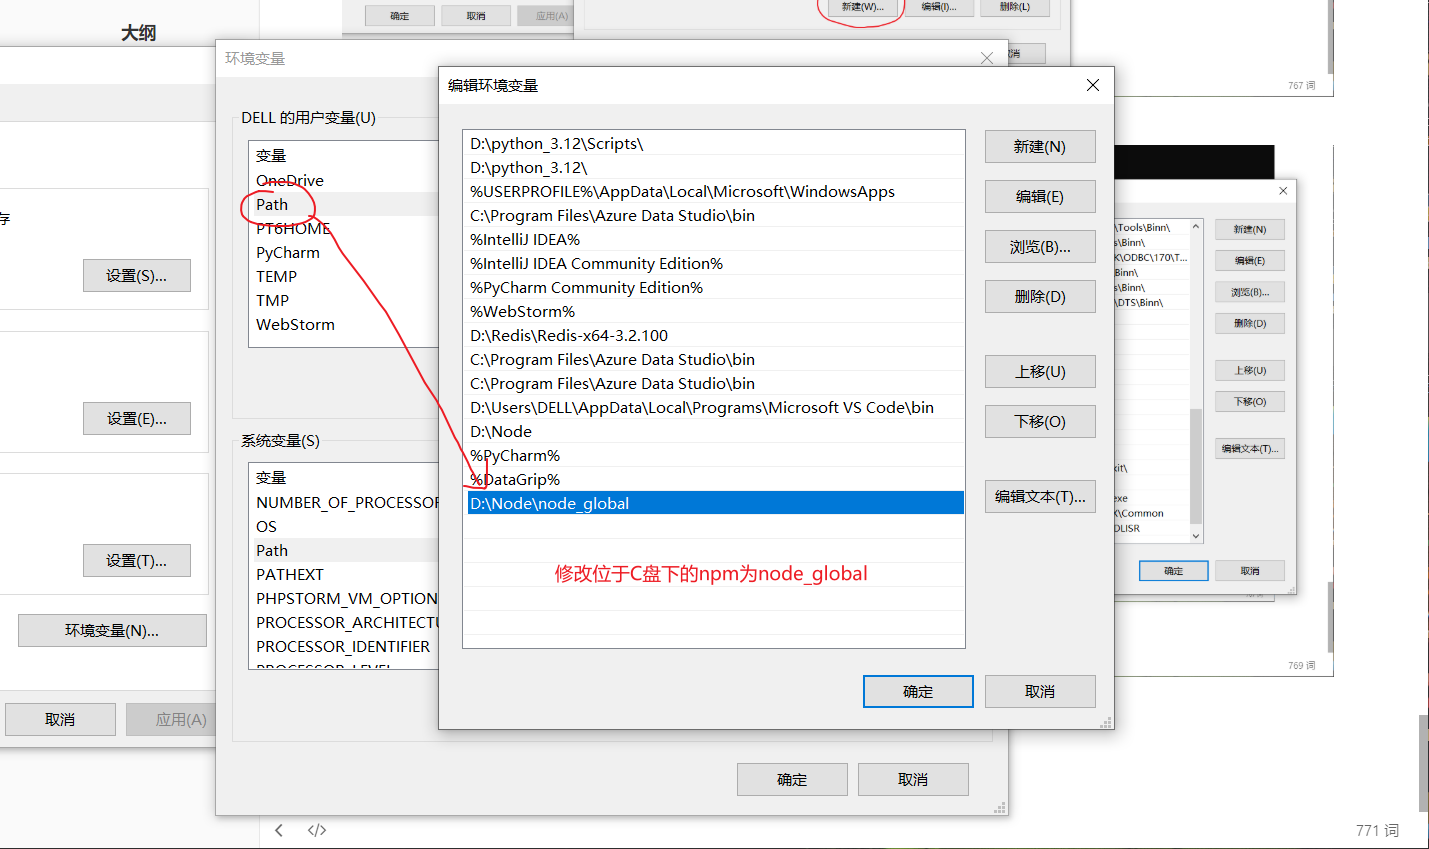 大纲
确定
取消
应用(A)
新建(W)...
编辑(I)...
删除(L)
767 词
存
设置(S)...
设置(E)...
设置(T)...
环境变量(N)...
取消
应用(A)
环境变量
DELL 的用户变量(U)
变量
OneDrive
Path
PT6HOME
PyCharm
TEMP
TMP
WebStorm
系统变量(S)
变量
NUMBER_OF_PROCESSOR
OS
Path
PATHEXT
PHPSTORM_VM_OPTION
PROCESSOR_ARCHITECTU
PROCESSOR_IDENTIFIER
PROCESSOR_LEVEL
确定
取消
编辑环境变量
D:\python_3.12\Scripts\
D:\python_3.12\
%USERPROFILE%\AppData\Local\Microsoft\WindowsApps
C:\Program Files\Azure Data Studio\bin
%IntelliJ IDEA%
%IntelliJ IDEA Community Edition%
%PyCharm Community Edition%
%WebStorm%
D:\Redis\Redis-x64-3.2.100
C:\Program Files\Azure Data Studio\bin
C:\Program Files\Azure Data Studio\bin
D:\Users\DELL\AppData\Local\Programs\Microsoft VS Code\bin
D:\Node
%PyCharm%
%DataGrip%
D:\Node\node_global
修改位于C盘下的npm为node_global
新建(N)
编辑(E)
浏览(B)...
删除(D)
上移(U)
下移(O)
编辑文本(T)...
确定
取消
\Tools\Binn\
s\Binn\
K\ODBC\170\T...
Binn\
s\Binn\
\DTS\Binn\
kit\
exe
X\Common
DLISR
新建(N)
编辑(E)
浏览(B)...
删除(D)
上移(U)
下移(O)
编辑文本(T)...
确定
取消
769 词
771 词